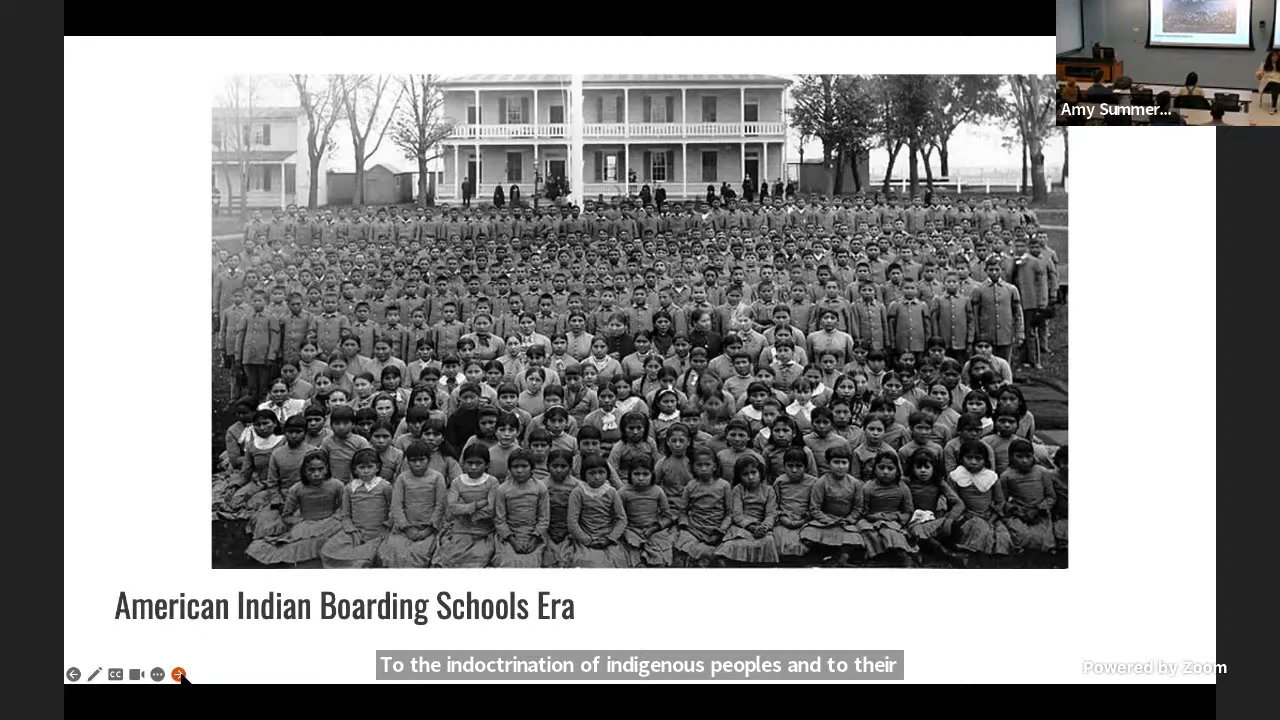 Amy Summer...
American Indian Boarding Schools Era
To the indoctrination of indigenous peoples and to their
CC
Powered by Zoom